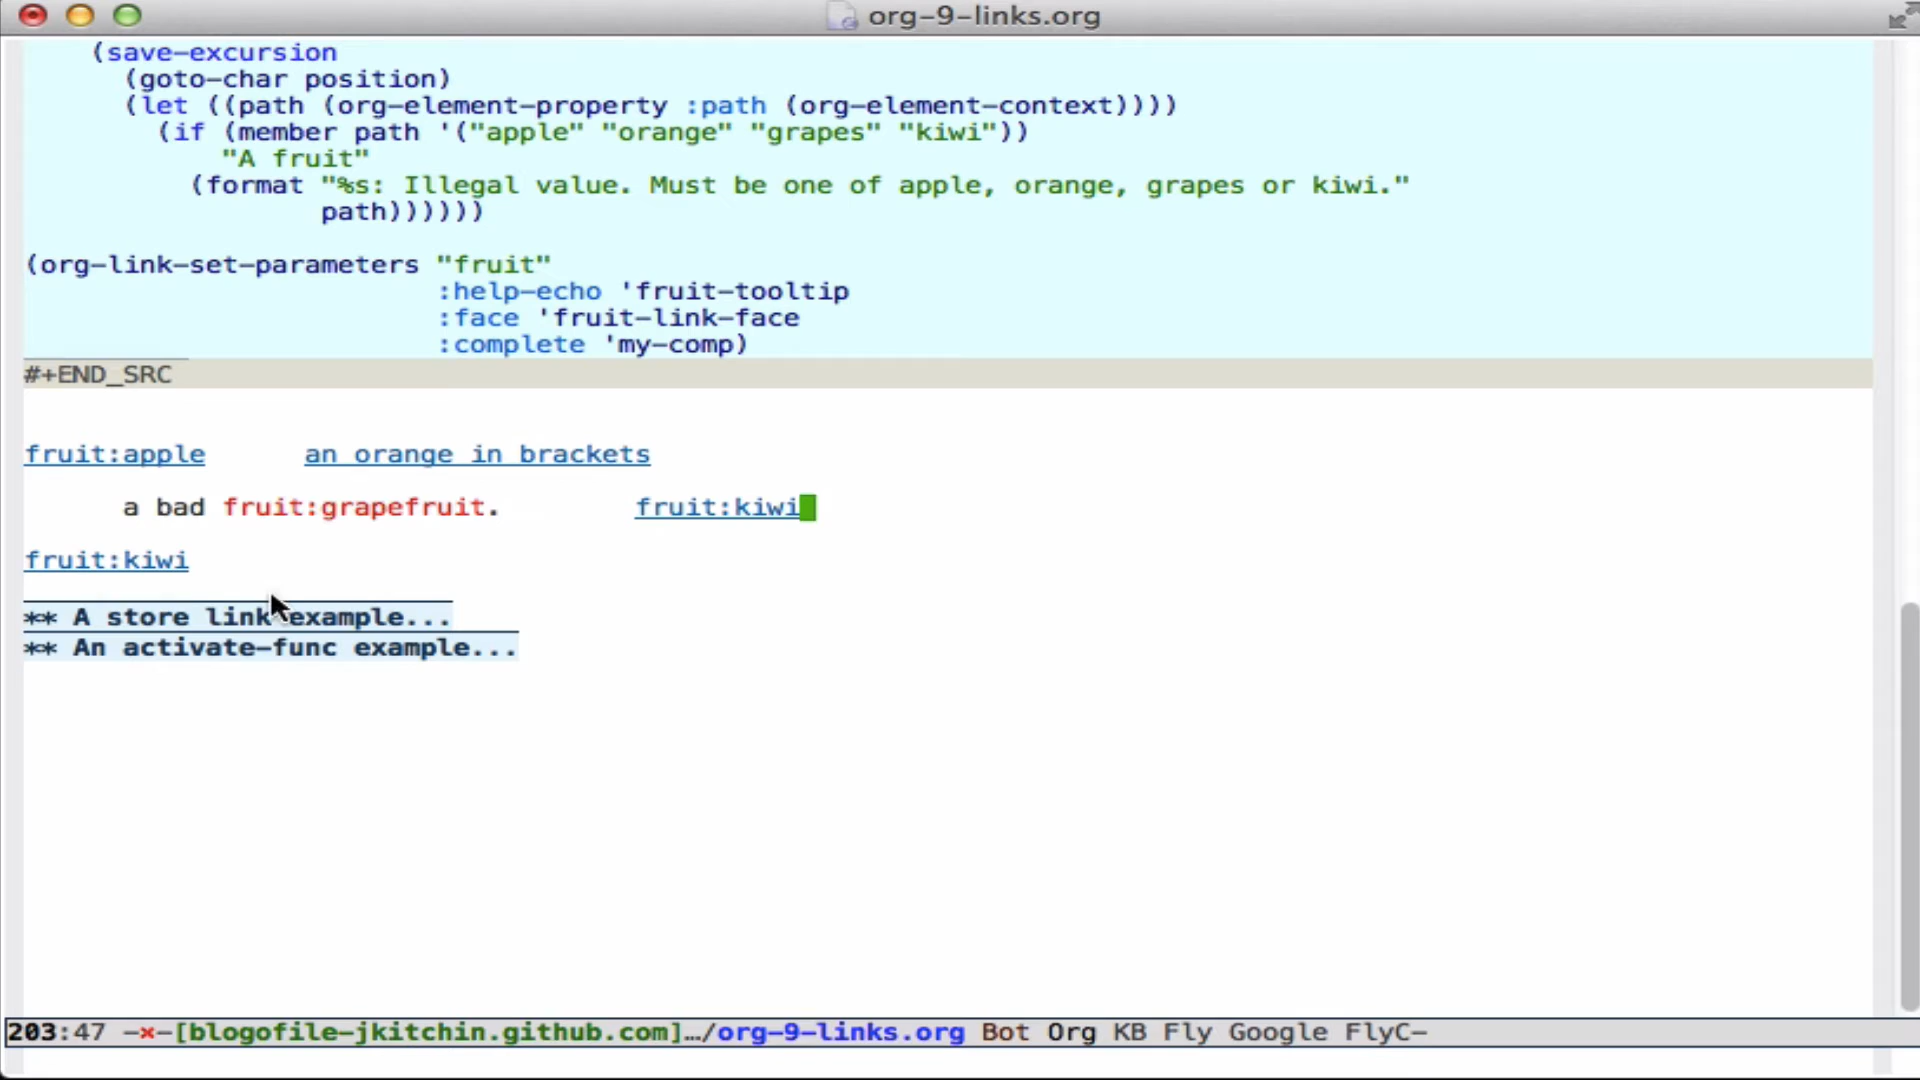 org-9-links.org
(save-excursion
(goto-char position)
(let ((path (org-element-property :path (org-element-context))))
(if (member path '("apple" "orange" "grapes" "kiwi"))
"A fruit"
(format "%s: Illegal value. Must be one of apple, orange, grapes or kiwi."
path))))))
(org-link-set-parameters "fruit"
:help-echo 'fruit-tooltip
:face 'fruit-link-face
:complete 'my-comp)
#+END_SRC
fruit:apple an orange in brackets
a bad fruit:grapefruit. fruit:kiwi
fruit:kiwi
** A store link example...
** An activate-func example...
203:47 -×-[blogofile-jkitchin.github.com]…/org-9-links.org Bot Org KB Fly Google FlyC-